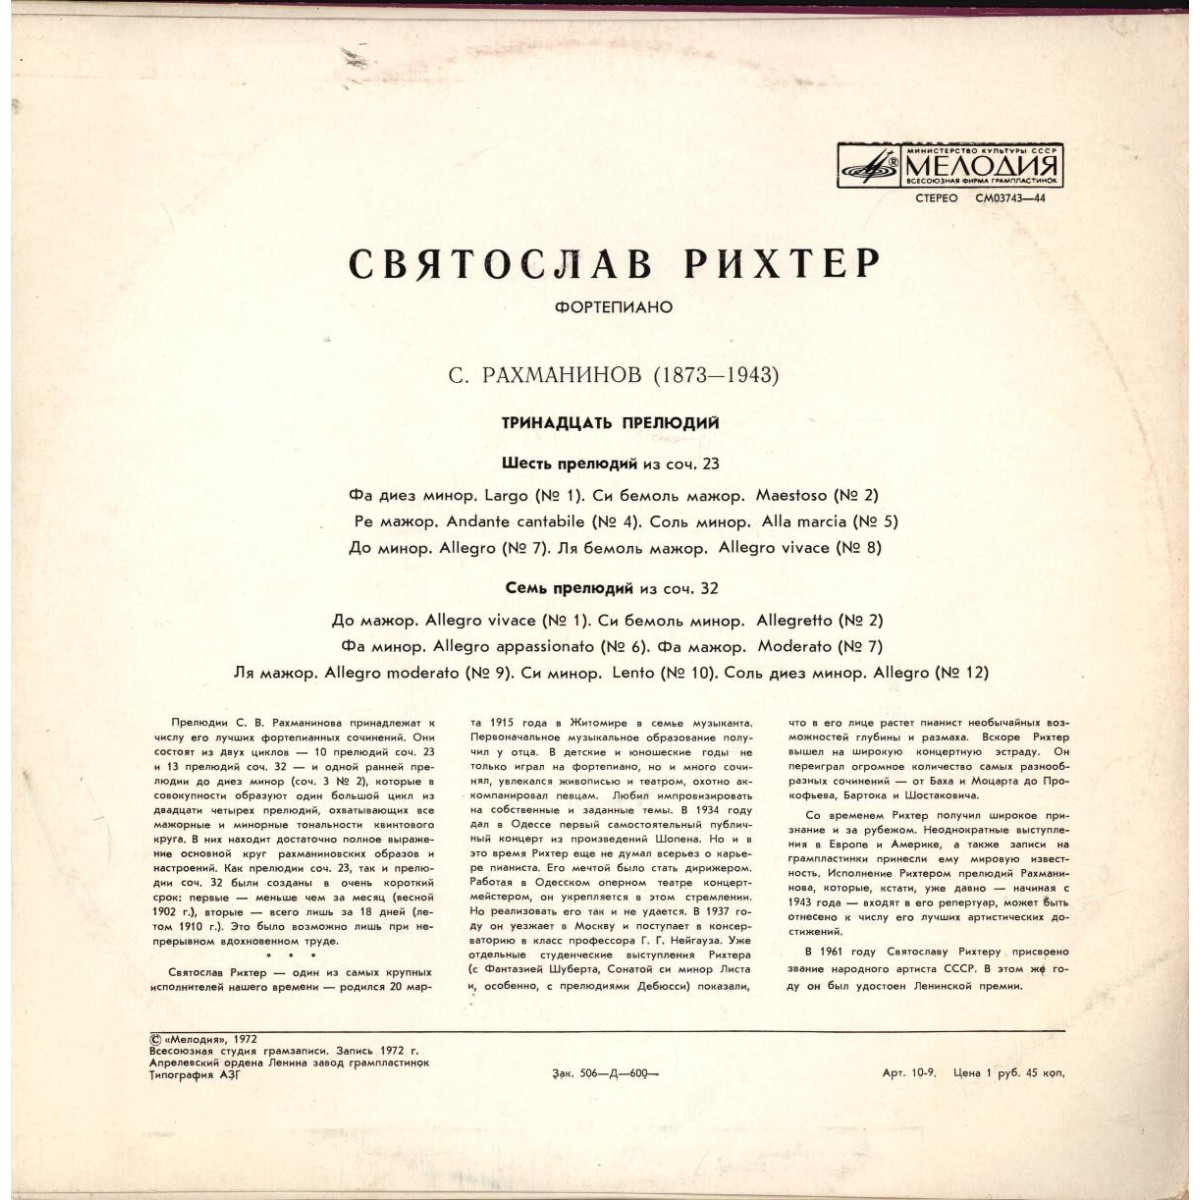 МИНИСТЕРСТВО КУЛЬТУРЫ СССР
МЕЛОДИЯ
ВСЕСОЮЗНАЯ ФИРМА ГРАМПЛАСТИНОК
СТЕРЕО СМ03743—44
СВЯТОСЛАВ РИХТЕР
ФОРТЕПИАНО
С. РАХМАНИНОВ (1873—1943)
ТРИНАДЦАТЬ ПРЕЛЮДИЙ
Шесть прелюдий из соч. 23
Фа диез минор. Largo (№ 1). Си бемоль мажор. Maestoso (№ 2)
Ре мажор. Andante cantabile (№ 4). Соль минор. Alla marcia (№ 5)
До минор. Allegro (№ 7). Ля бемоль мажор. Allegro vivace (№ 8)
Семь прелюдий из соч. 32
До мажор. Allegro vivace (№ 1). Си бемоль минор. Allegretto (№ 2)
Фа минор. Allegro appassionato (№ 6). Фа мажор. Moderato (№ 7)
Ля мажор. Allegro moderato (№ 9). Си минор. Lento (№ 10). Соль диез минор. Allegro (№ 12)
Прелюдии С. В. Рахманинова принадлежат к
числу его лучших фортепианных сочинений. Они
состоят из двух циклов — 10 прелюдий соч. 23
и 13 прелюдий соч. 32 — и одной ранней пре-
людии до диез минор (соч. 3 № 2), которые в
совокупности образуют один большой цикл из
двадцати четырех прелюдий, охватывающих все
мажорные и минорные тональности квинтового
круга. В них находит достаточно полное выраже-
ние основной круг рахманиновских образов и
настроений. Как прелюдии соч. 23, так и прелю-
дии соч. 32 были созданы в очень короткий
срок: первые — меньше чем за месяц (весной
1902 г.), вторые — всего лишь за 18 дней (ле-
том 1910 г.). Это было возможно лишь при не-
прерывном вдохновенном труде.
* * *
Святослав Рихтер — один из самых крупных
исполнителей нашего времени — родился 20 мар-
та 1915 года в Житомире в семье музыканта.
Первоначальное музыкальное образование полу-
чил у отца. В детские и юношеские годы не
только играл на фортепиано, но и много сочи-
нял, увлекался живописью и театром, охотно ак-
компанировал певцам. Любил импровизировать
на собственные и заданные темы. В 1934 году
дал в Одессе первый самостоятельный публич-
ный концерт из произведений Шопена. Но и в
это время Рихтер еще не думал всерьез о карье-
ре пианиста. Его мечтой было стать дирижером.
Работая в Одесском оперном театре концерт-
мейстером, он укрепляется в этом стремлении.
Но реализовать его так и не удается. В 1937 го-
ду он уезжает в Москву и поступает в консер-
ваторию в класс профессора Г. Г. Нейгауза. Уже
отдельные студенческие выступления Рихтера
(с Фантазией Шуберта, Сонатой си минор Листа
и, особенно, с прелюдиями Дебюсси) показали,
что в его лице растет пианист необычайных воз-
можностей глубины и размаха. Вскоре Рихтер
вышел на широкую концертную эстраду. Он
переиграл огромное количество самых разнооб-
разных сочинений — от Баха и Моцарта до Про-
кофьева, Бартока и Шостаковича.
Со временем Рихтер получил широкое при-
знание и за рубежом. Неоднократные выступле-
ния в Европе и Америке, а также записи на
грампластинки принесли ему мировую извест-
ность. Исполнение Рихтером прелюдий Рахмани-
нова, которые, кстати, уже давно — начиная с
1943 года — входят в его репертуар, может быть
отнесено к числу его лучших артистических до-
стижений.
В 1961 году Святославу Рихтеру присвоено
звание народного артиста СССР. В этом же го-
ду он был удостоен Ленинской премии.
© «Мелодия», 1972
Всесоюзная студия грамзаписи. Запись 1972 г.
Апрелевский ордена Ленина завод грампластинок
Типография АЗГ
Зак. 506—Д—600—
Арт. 10-9. Цена 1 руб. 45 коп.